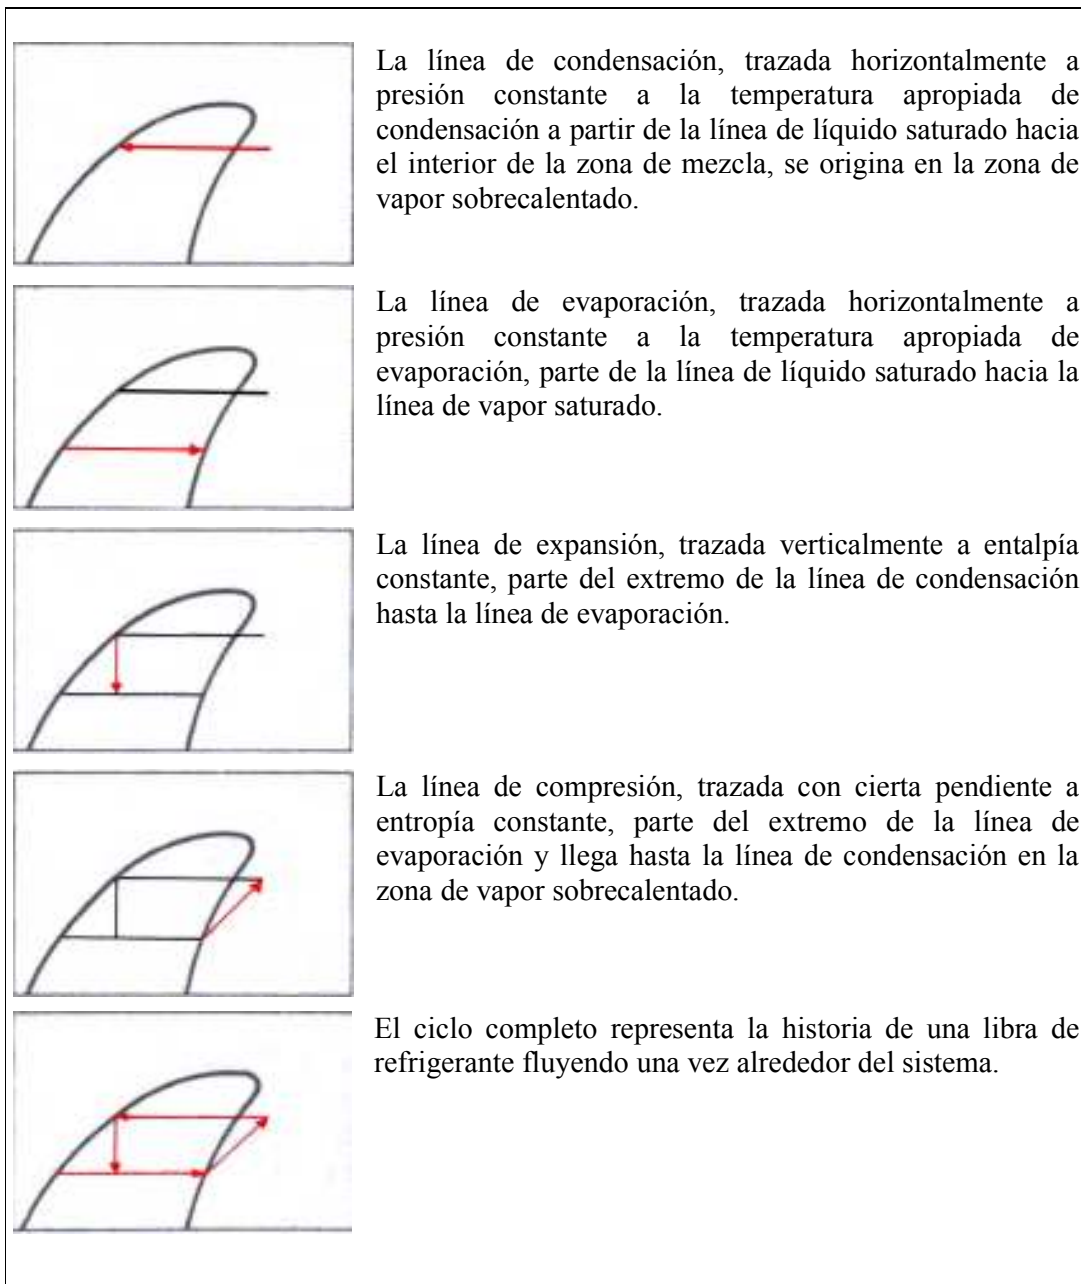 La línea de condensación, trazada horizontalmente a
presión constante a la temperatura apropiada de
condensación a partir de la línea de líquido saturado hacia
el interior de la zona de mezcla, se origina en la zona de
vapor sobrecalentado.
La línea de evaporación, trazada horizontalmente a
presión constante a la temperatura apropiada de
evaporación, parte de la línea de líquido saturado hacia la
línea de vapor saturado.
La línea de expansión, trazada verticalmente a entalpía
constante, parte del extremo de la línea de condensación
hasta la línea de evaporación.
La línea de compresión, trazada con cierta pendiente a
entropía constante, parte del extremo de la línea de
evaporación y llega hasta la línea de condensación en la
zona de vapor sobrecalentado.
El ciclo completo representa la historia de una libra de
refrigerante fluyendo una vez alrededor del sistema.